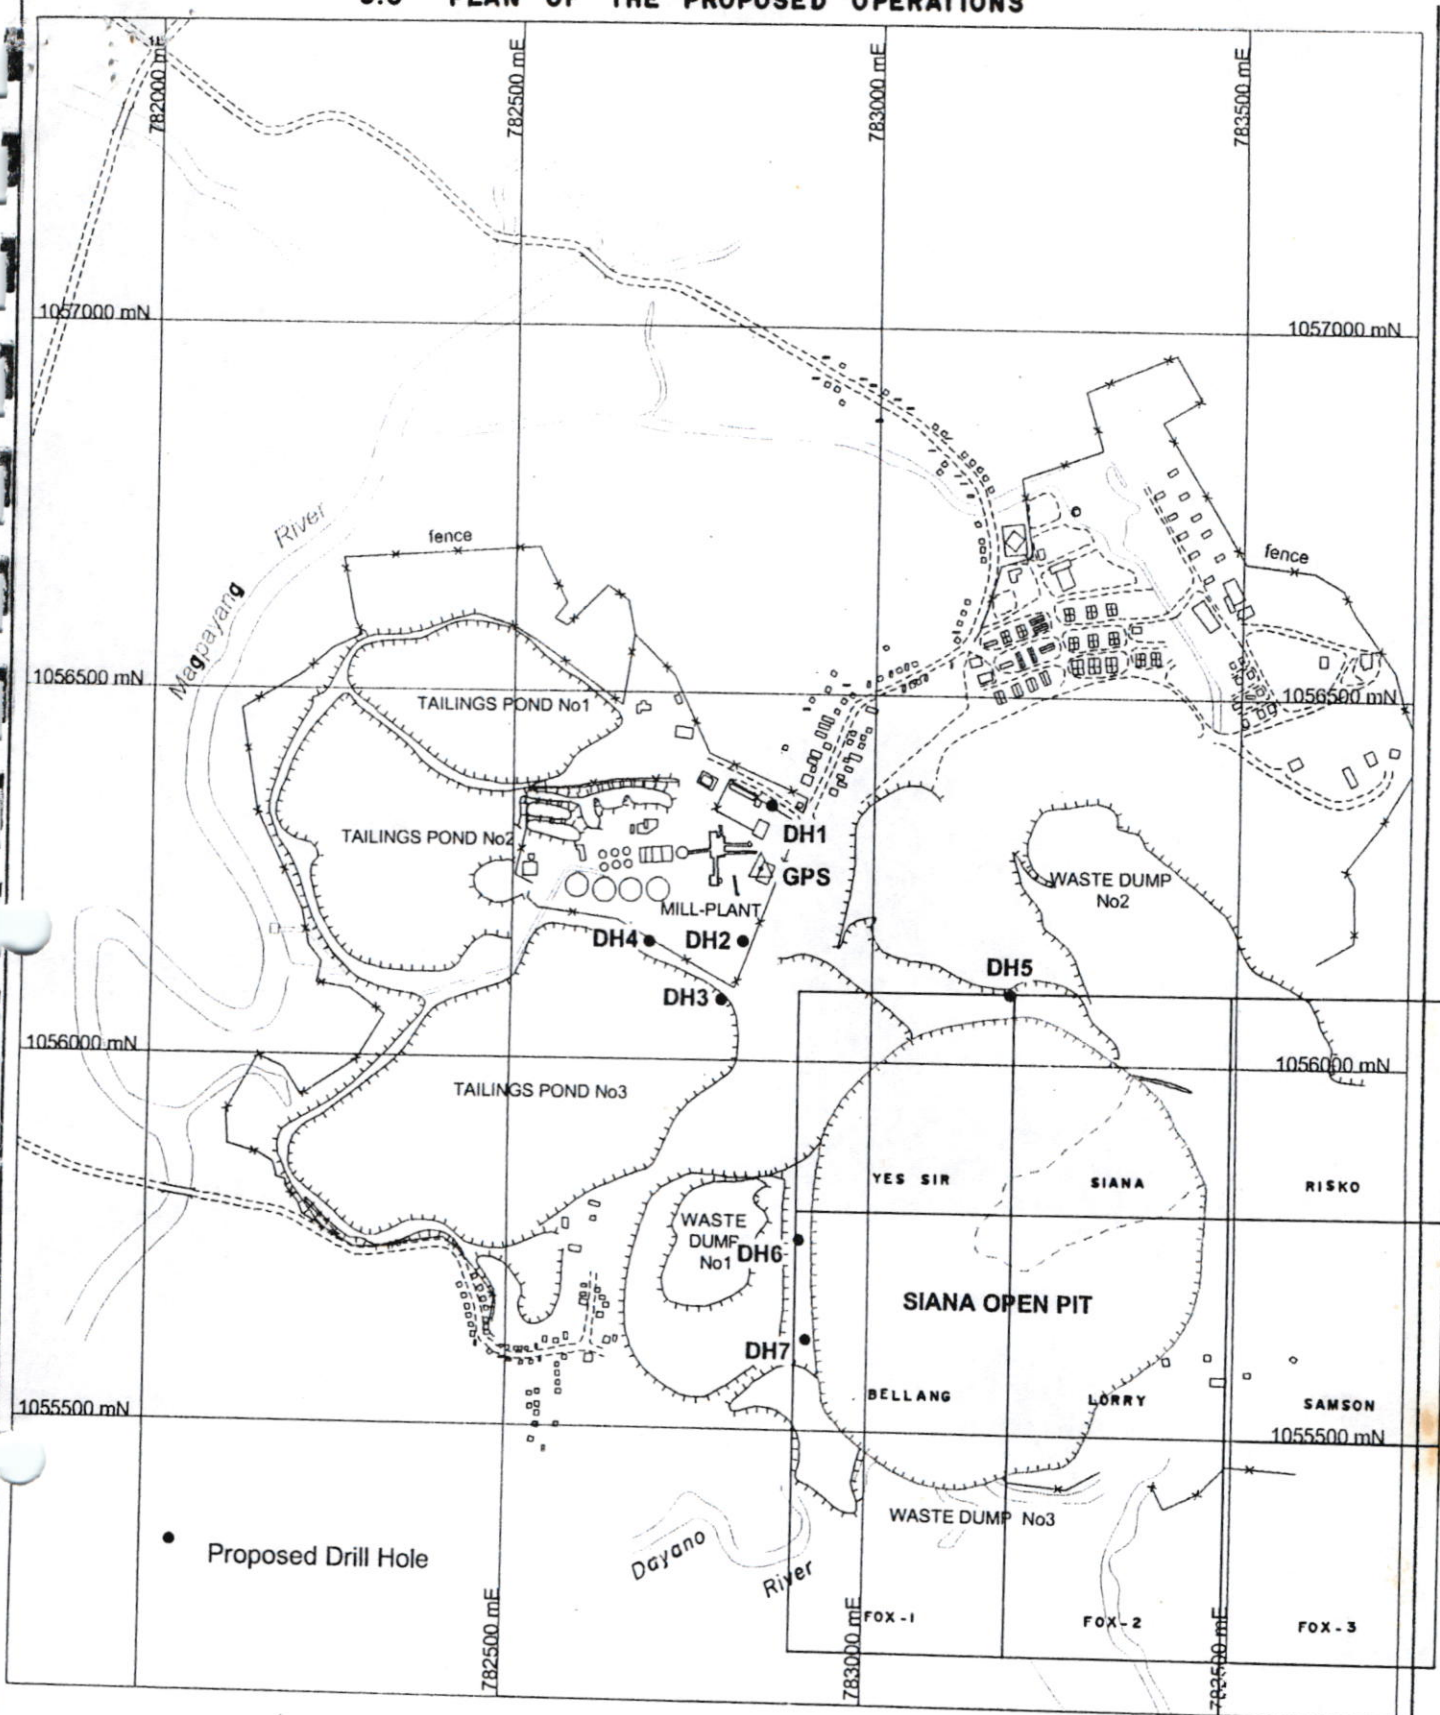 PLAN OF THE PROPOSED OPERATIONS
782000 mE
782500 mE
783000 mE
783500 mE
1057000 mN
1057000 mN
River
Magpayang
fence
fence
1056500 mN
1056500 mN
TAILINGS POND No1
TAILINGS POND No2
DH1
GPS
MILL-PLANT
WASTE DUMP
No2
DH4
DH2
DH3
DH5
1056000 mN
1056000 mN
TAILINGS POND No3
YES SIR
SIANA
RISKO
WASTE
DUMP
No1
DH6
SIANA OPEN PIT
DH7
BELLANG
LORRY
SAMSON
1055500 mN
1055500 mN
WASTE DUMP No3
Proposed Drill Hole
Dayano
River
FOX-1
FOX-2
FOX-3
782500 mE
783000 mE
782500 mE